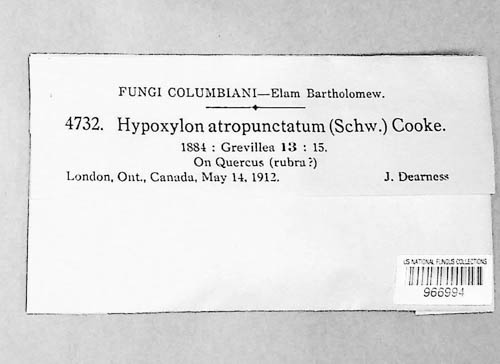 FUNGI COLUMBIANI—Elam Bartholomew.
4732. Hypoxylon atropunctatum (Schw.) Cooke.
1884 : Grevillea 13 : 15.
On Quercus (rubra?)
London, Ont., Canada, May 14, 1912. J. Dearness
US NATIONAL FUNGUS COLLECTIONS
966994